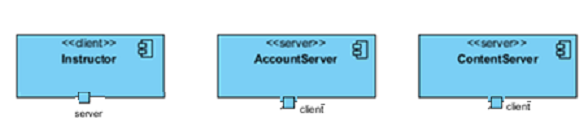 <<client>>
Instructor
server
<<server>>
AccountServer
client
<<server>>
ContentServer
client